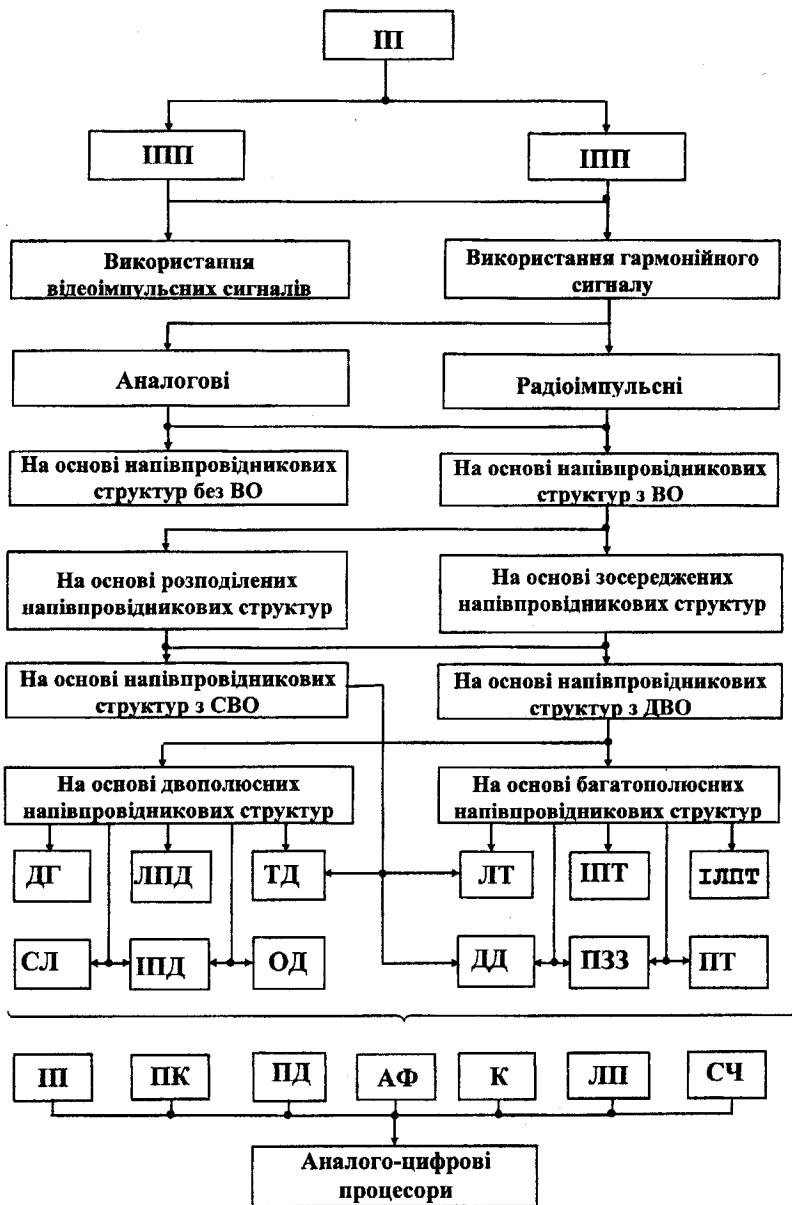 ІП
ІПП
ІПП
Використання
відеоімпульсних сигналів
Використання гармонійного
сигналу
Аналогові
Радіоімпульсні
На основі напівпровідникових
структур без ВО
На основі напівпровідникових
структур з ВО
На основі розподілених
напівпровідникових структур
На основі зосереджених
напівпровідникових структур
На основі напівпровідникових
структур з СВО
На основі напівпровідникових
структур з ДВО
На основі двополюсних
напівпровідникових структур
На основі багатополюсних
напівпровідникових структур
ДГ
ЛПД
ТД
ЛТ
ІПТ
ІЛПТ
СЛ
ІПД
ОД
ДД
ПЗЗ
ПТ
ІП
ПК
ПД
АФ
К
ЛП
СЧ
Аналого-цифрові
процесори